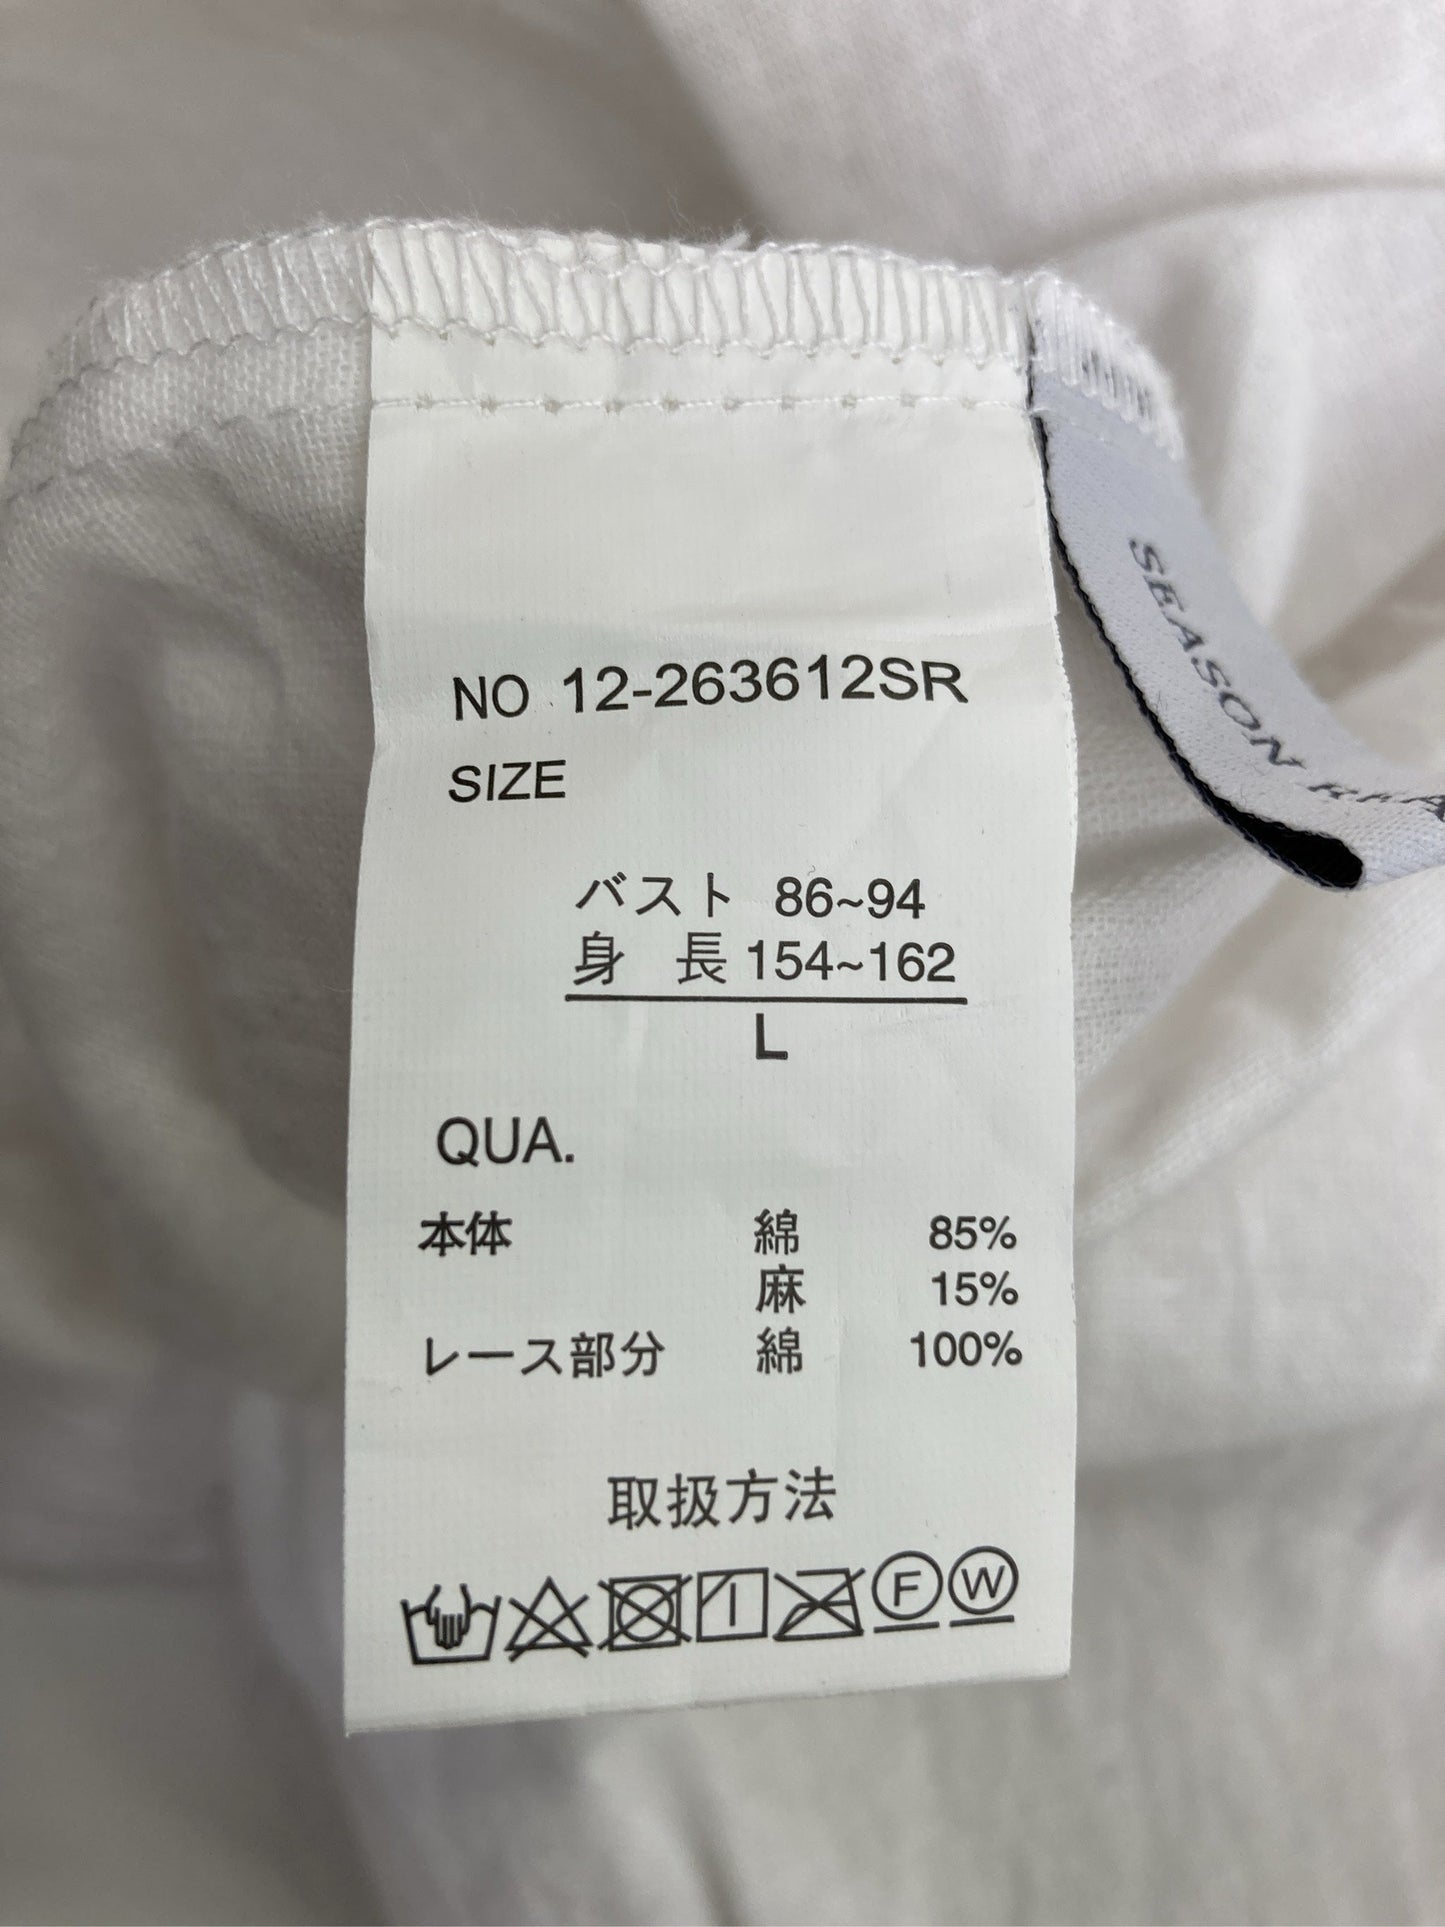 NO 12-263612SR
SIZE
バスト 86~94
身 長 154~162
L
QUA.
本体 綿 85%
麻 15%
レース部分 綿 100%
取扱方法
F W
SEASON